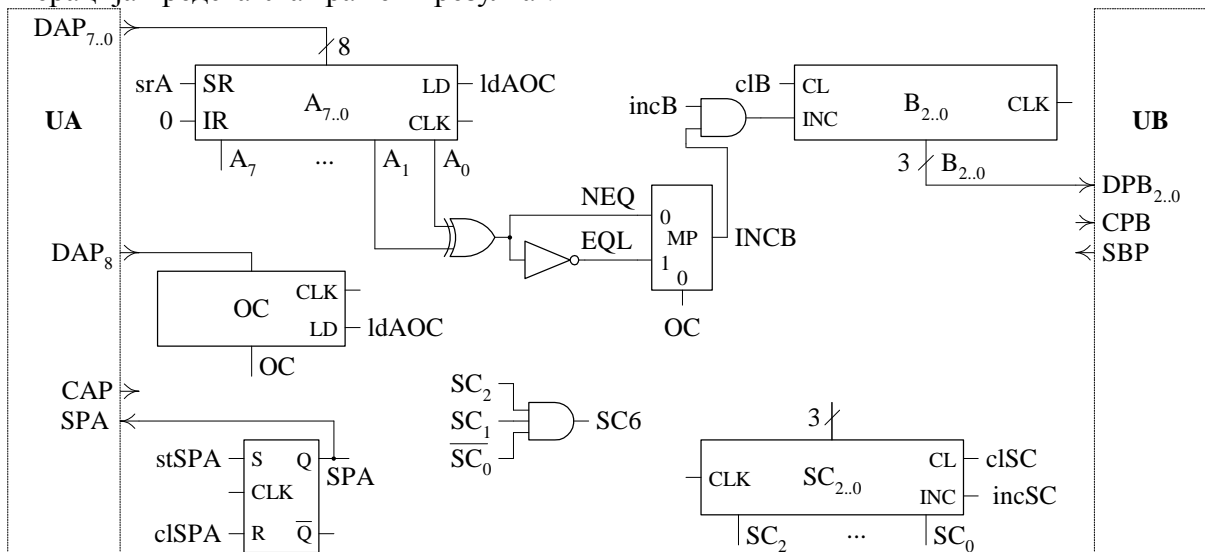 DAP7..0
8
srA SR LD ldAOC
A7..0
0 IR CLK
UA
A7 ... A1 A0
incB
clB CL
B2..0 CLK
INC
UB
3 B2..0
DPB2..0
CPB
SBP
NEQ
0
MP
INCB
EQL
1
0
OC
DAP8
OC CLK
LD ldAOC
OC
CAP
SPA
SC2
SC1 SC6
S̅C̅0
stSPA S Q
SPA
CLK
clSPA R Q̅
3
CLK SC2..0 CL clSC
INC incSC
SC2 ... SC0